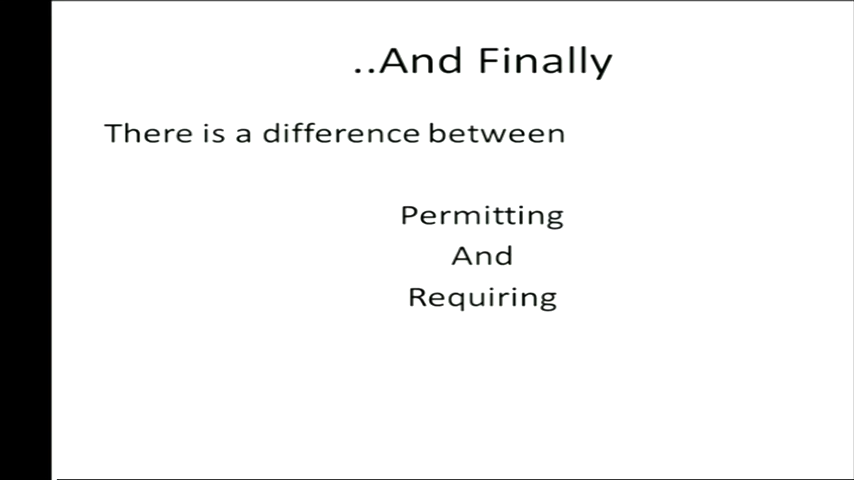 ..And Finally
There is a difference between
Permitting
And
Requiring